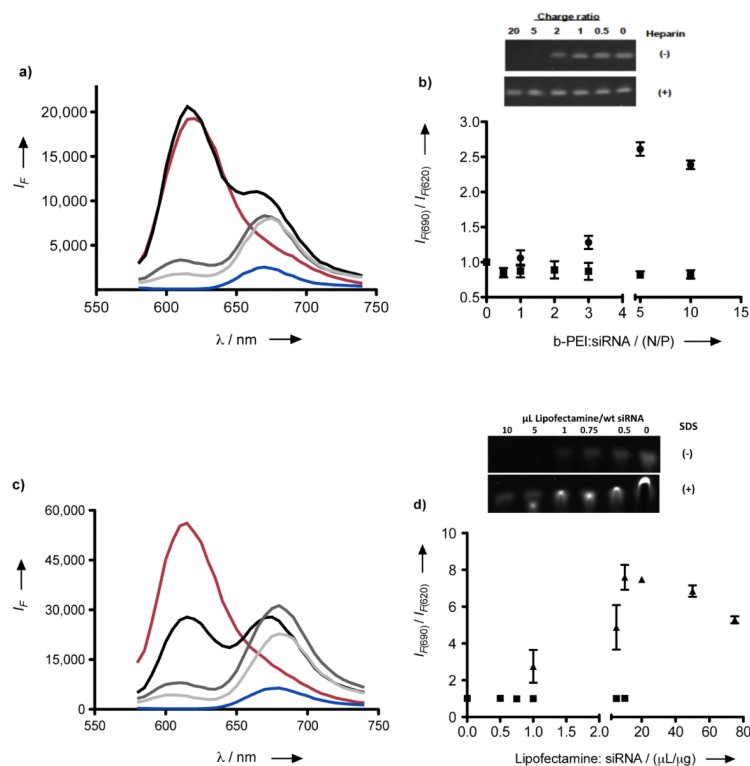 Charge ratio
20 5 2 1 0.5 0 Heparin
(-)
(+)
a)
20,000
15,000
10,000
5,000
I_F
550 600 650 700 750
λ / nm
b)
3.0
2.5
2.0
1.5
1.0
0.5
I_F(690) / I_F(620)
0 1 2 3 4 5 10 15
b-PEI:siRNA / (N/P)
µL Lipofectamine/wt siRNA
10 5 1 0.75 0.5 0 SDS
(-)
(+)
c)
60,000
45,000
30,000
15,000
0
I_F
550 600 650 700 750
λ / nm
d)
10
8
6
4
2
0
I_F(690) / I_F(620)
0.0 0.5 1.0 1.5 2.0 20 40 60 80
Lipofectamine: siRNA / (µL/µg)